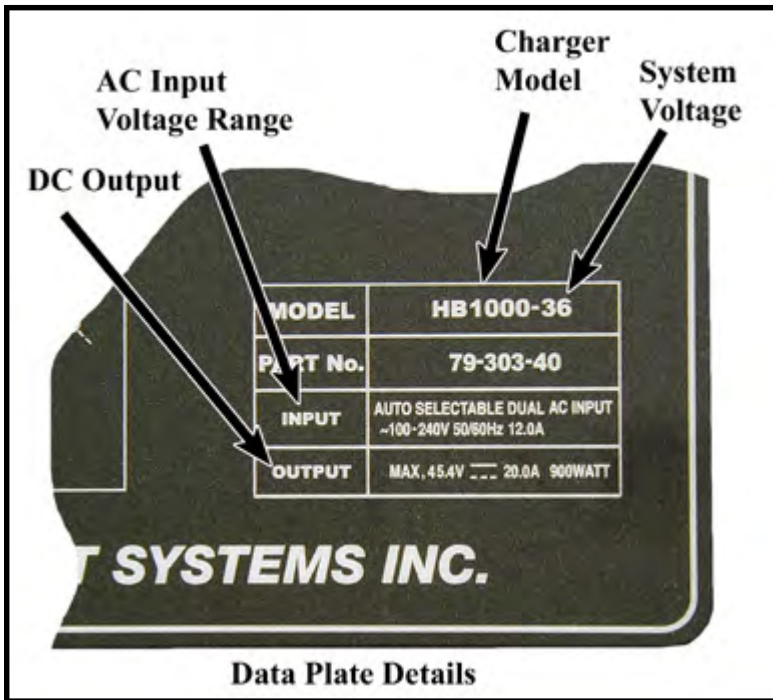 AC Input
Voltage Range
Charger
Model
System
Voltage
DC Output
MODEL HB1000-36
PART No. 79-303-40
INPUT AUTO SELECTABLE DUAL AC INPUT
~100-240V 50/60Hz 12.0A
OUTPUT MAX, 45.4V 20.0A 900WATT
T SYSTEMS INC.
Data Plate Details